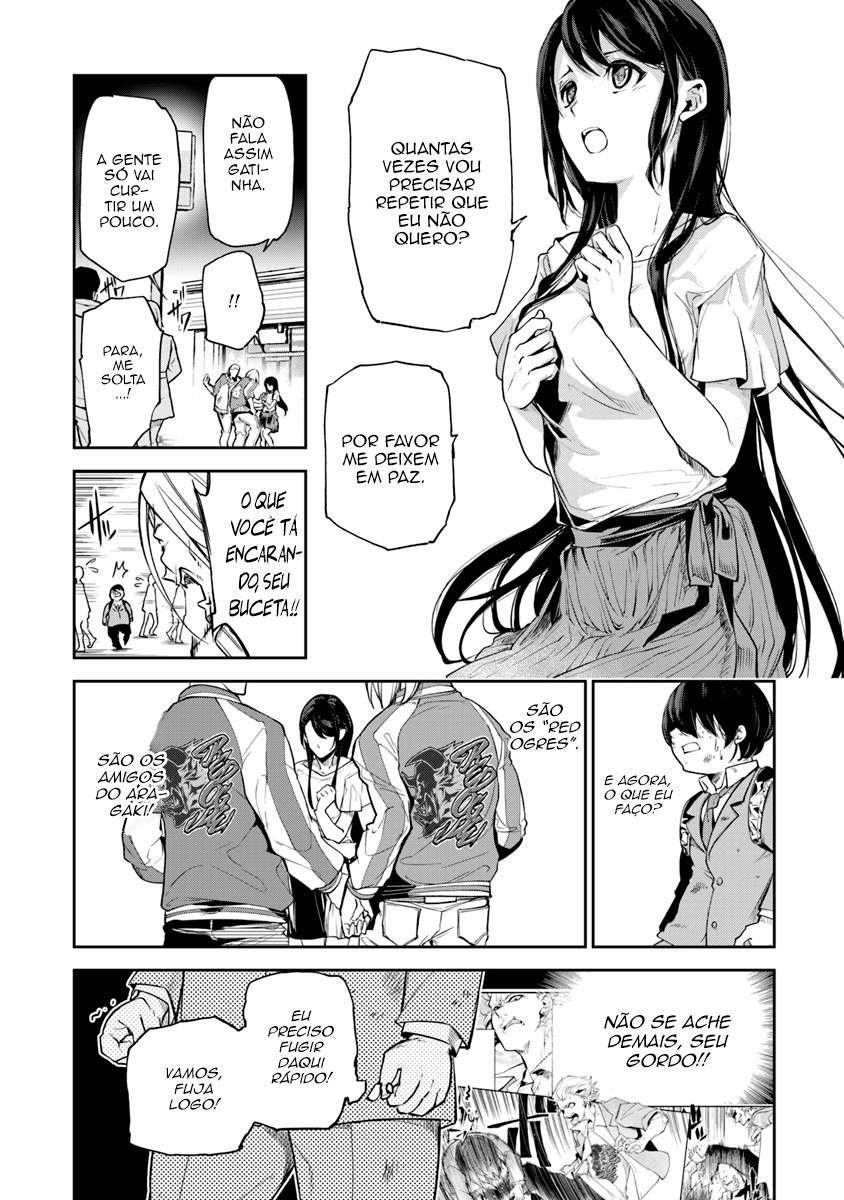 QUANTAS
VEZES VOU
PRECISAR
REPETIR QUE
EU NÃO
QUERO?
POR FAVOR
ME DEIXEM
EM PAZ.
NÃO
FALA
ASSIM
GATI-
NHA.
A GENTE
SÓ VAI
CUR-
TIR UM
POUCO.
!!
PARA,
ME
SOLTA
...!
O QUE
VOCÊ TÁ
ENCARAN-
DO, SEU
BUCETA!!
E AGORA,
O QUE EU
FAÇO?
SÃO
OS "RED
OGRES".
SÃO OS
AMIGOS
DO ARA-
GAKI!
NÃO SE ACHE
DEMAIS, SEU
GORDO!!
EU
PRECISO
FUGIR
DAQUI
RÁPIDO!
VAMOS,
FUJA
LOGO!